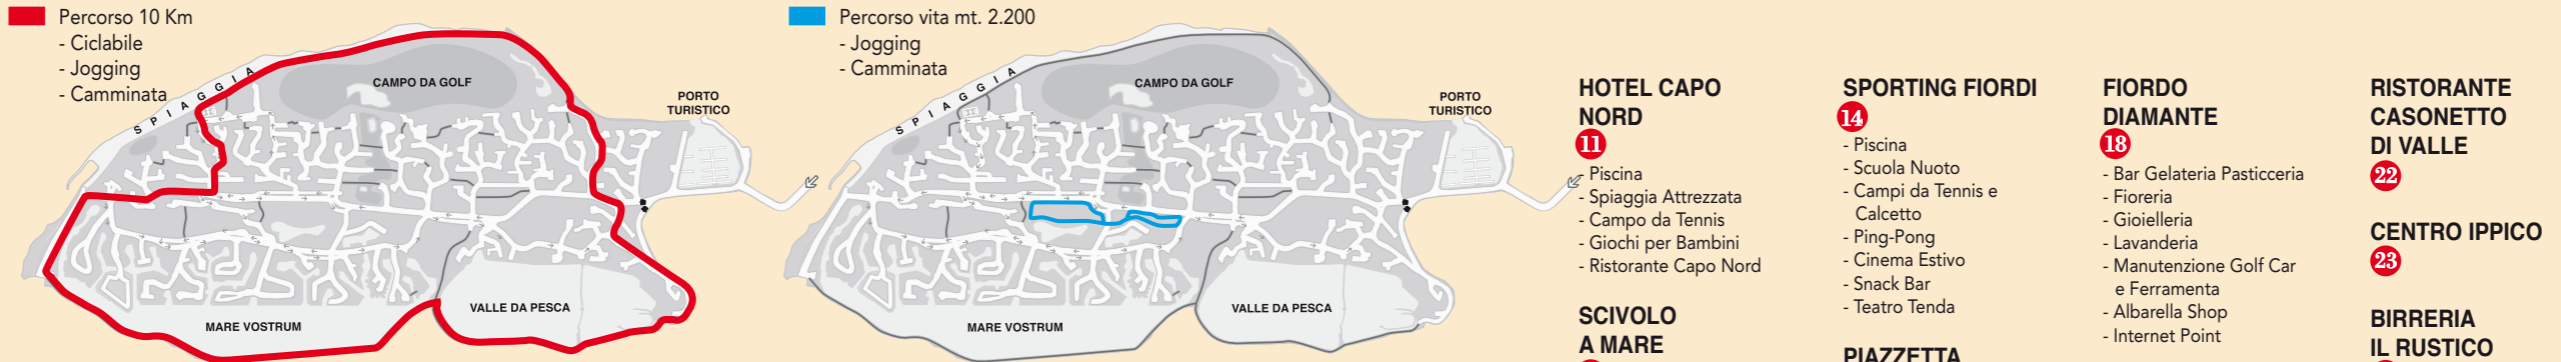 Percorso 10 Km
- Ciclabile
- Jogging
- Camminata
SPIAGGIA
CAMPO DA GOLF
PORTO
TURISTICO
MARE VOSTRUM
VALLE DA PESCA
Percorso vita mt. 2.200
- Jogging
- Camminata
SPIAGGIA
CAMPO DA GOLF
PORTO
TURISTICO
MARE VOSTRUM
VALLE DA PESCA
HOTEL CAPO
NORD
11
- Piscina
- Spiaggia Attrezzata
- Campo da Tennis
- Giochi per Bambini
- Ristorante Capo Nord
SCIVOLO
A MARE
SPORTING FIORDI
14
- Piscina
- Scuola Nuoto
- Campi da Tennis e
Calcetto
- Ping-Pong
- Cinema Estivo
- Snack Bar
- Teatro Tenda
PIAZZETTA
FIORDO
DIAMANTE
18
- Bar Gelateria Pasticceria
- Fioreria
- Gioielleria
- Lavanderia
- Manutenzione Golf Car
e Ferramenta
- Albarella Shop
- Internet Point
RISTORANTE
CASONETTO
DI VALLE
22
CENTRO IPPICO
23
BIRRERIA
IL RUSTICO